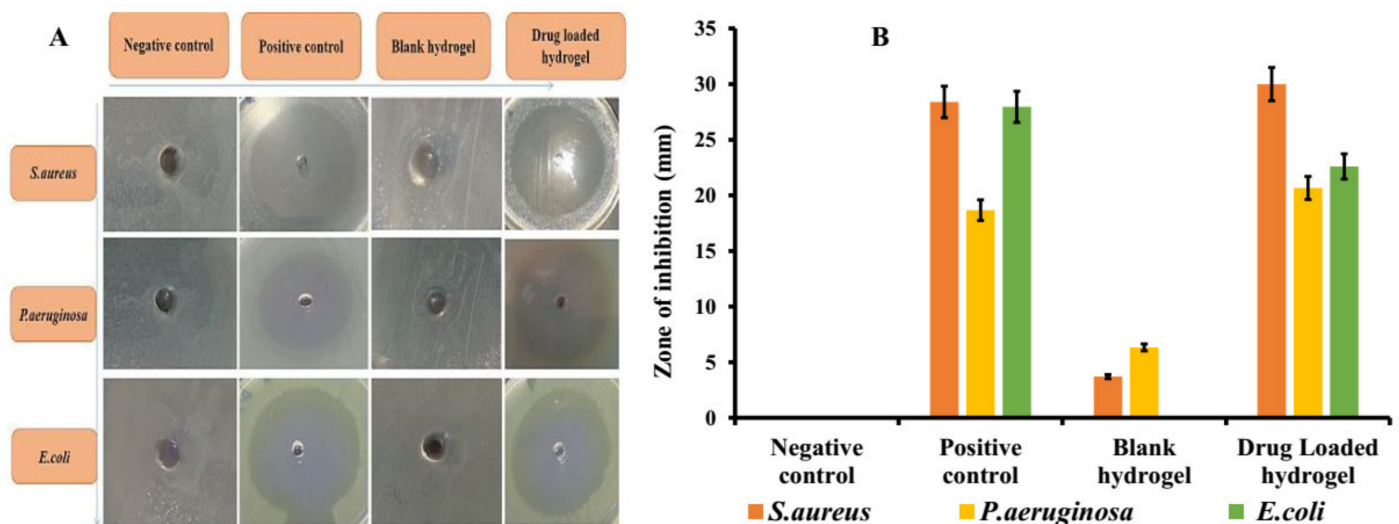 A
Negative control
Positive control
Blank hydrogel
Drug loaded
hydrogel
S.aureus
P.aeruginosa
E.coli
B
Zone of inhibition (mm)
35
30
25
20
15
10
5
0
Negative
control
Positive
control
Blank
hydrogel
Drug Loaded
hydrogel
S.aureus
P.aeruginosa
E.coli